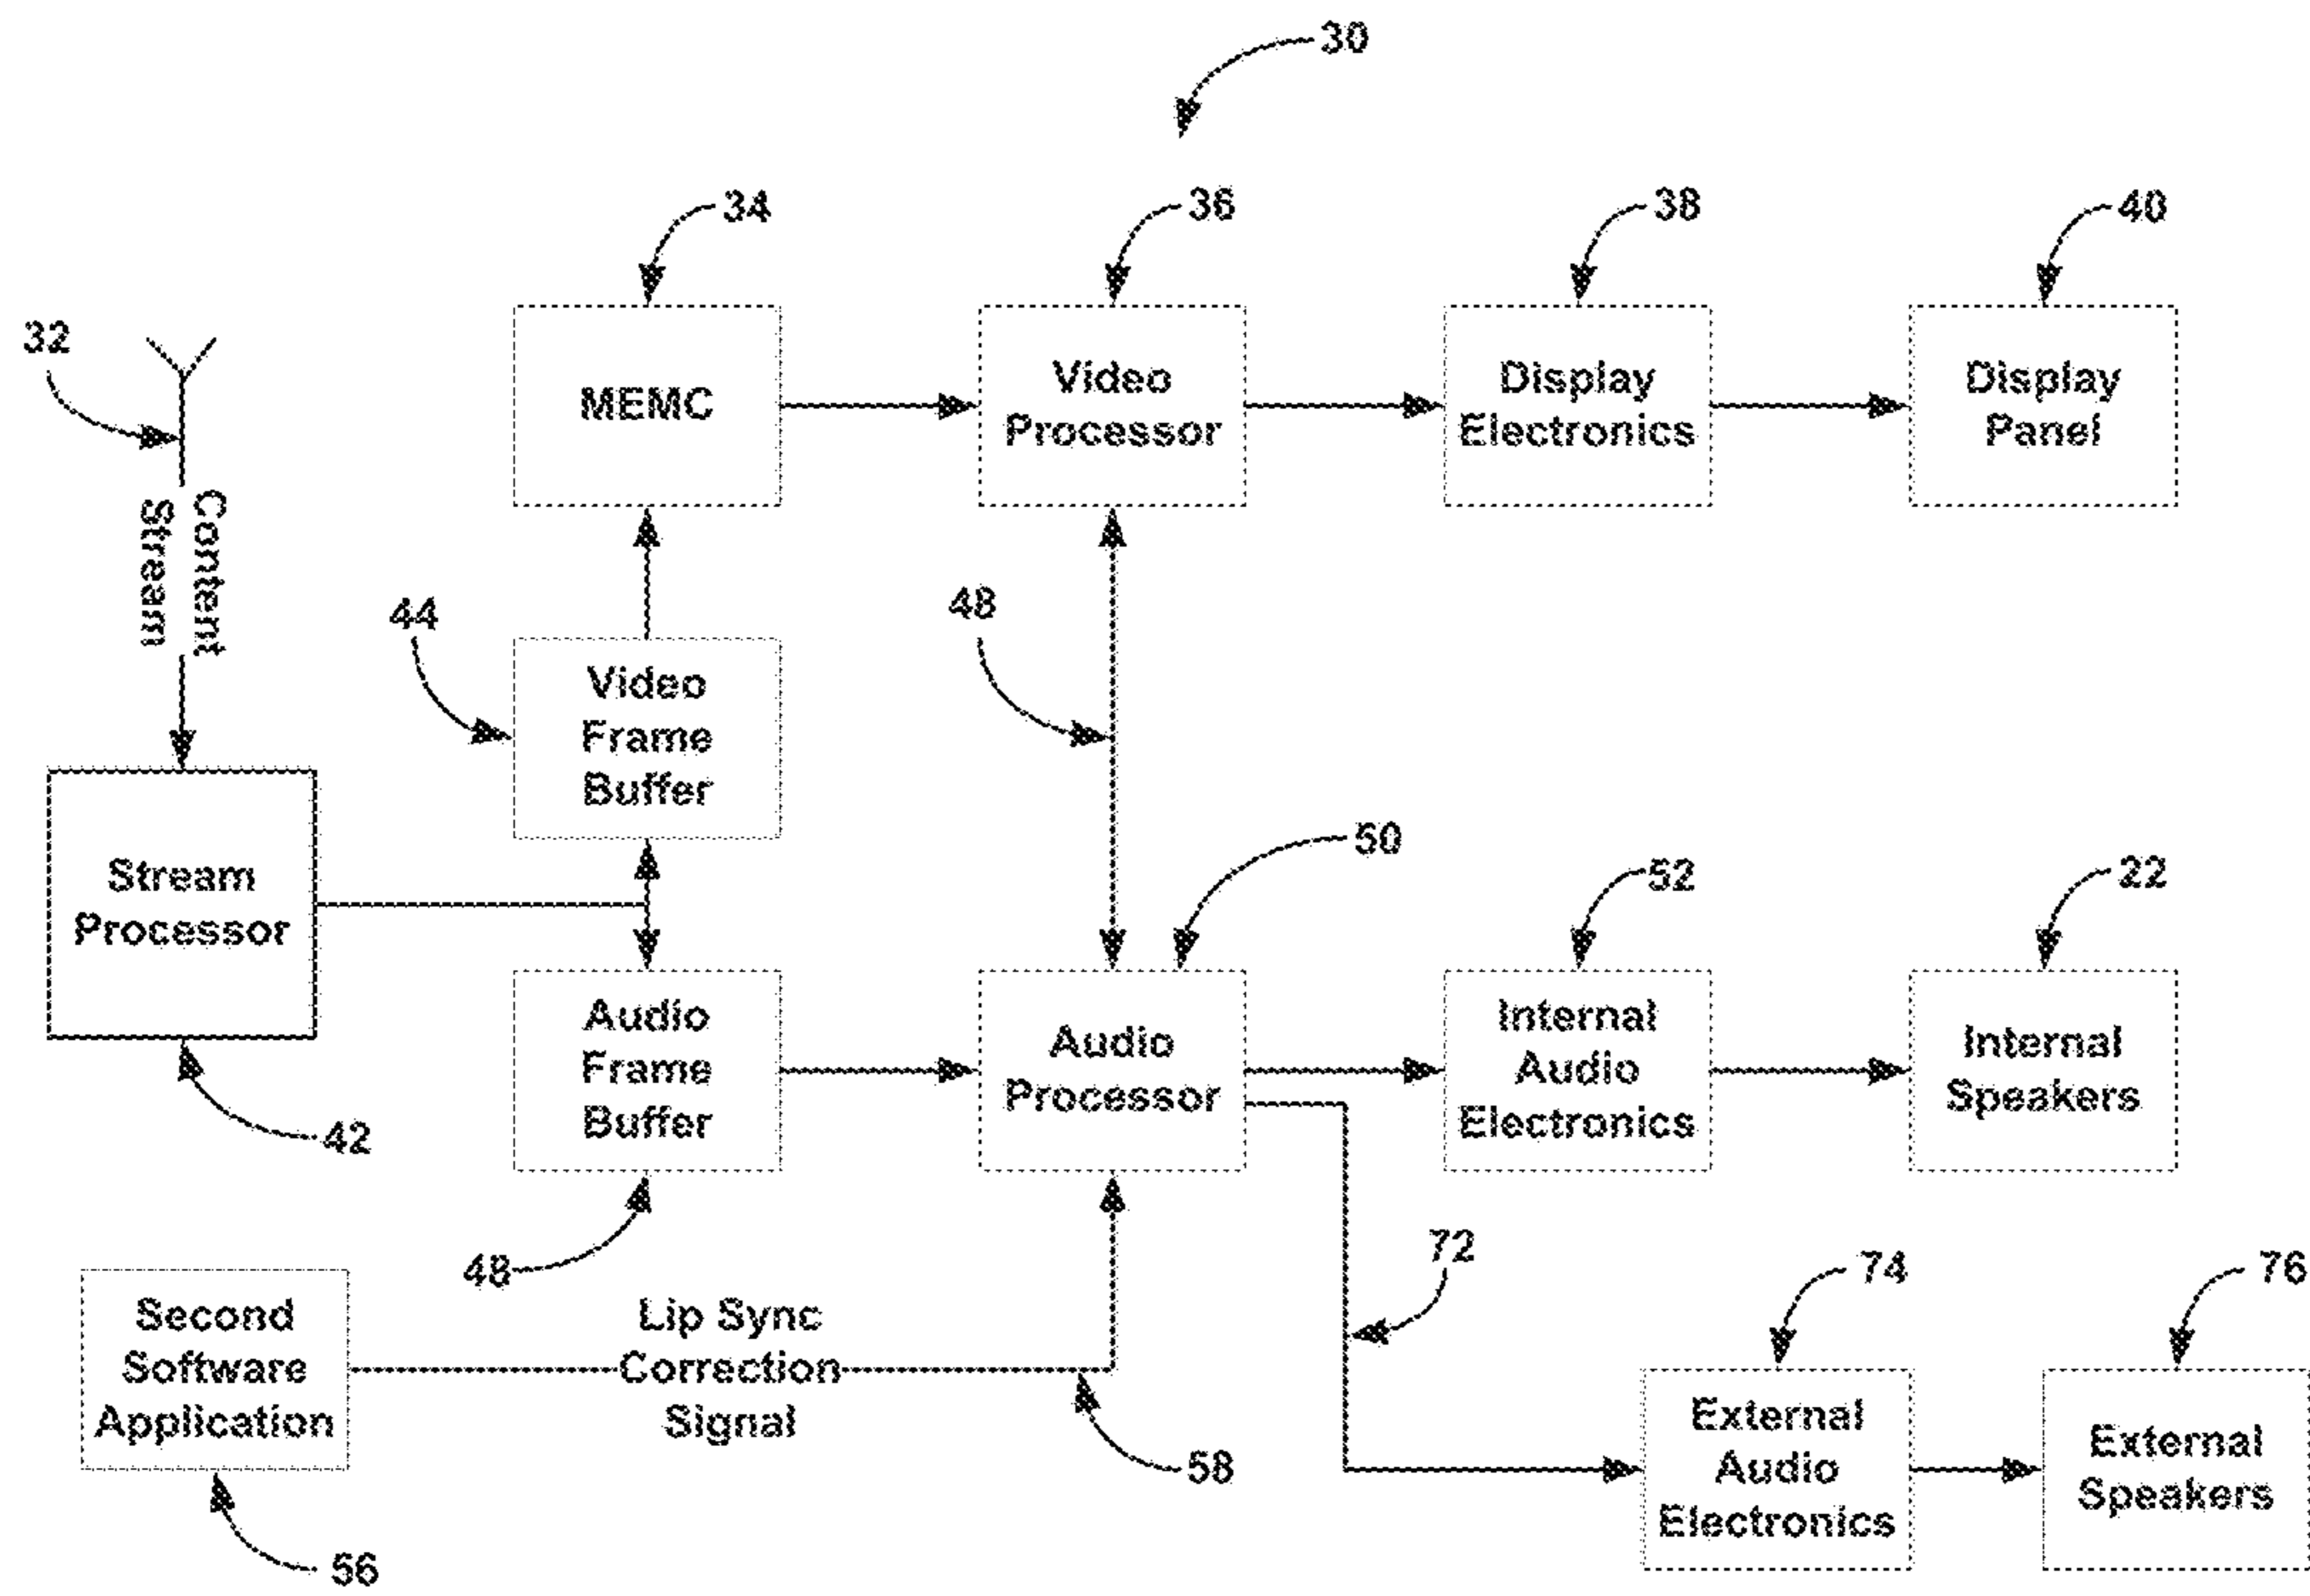 30
34
36
38
40
32
MEMC
Video
Processor
Display
Electronics
Display
Panel
Content
Stream
44
48
Video
Frame
Buffer
50
52
22
Stream
Processor
Audio
Frame
Buffer
Audio
Processor
Internal
Audio
Electronics
Internal
Speakers
42
48
72
74
76
Second
Software
Application
Lip Sync
Correction
Signal
58
External
Audio
Electronics
External
Speakers
56